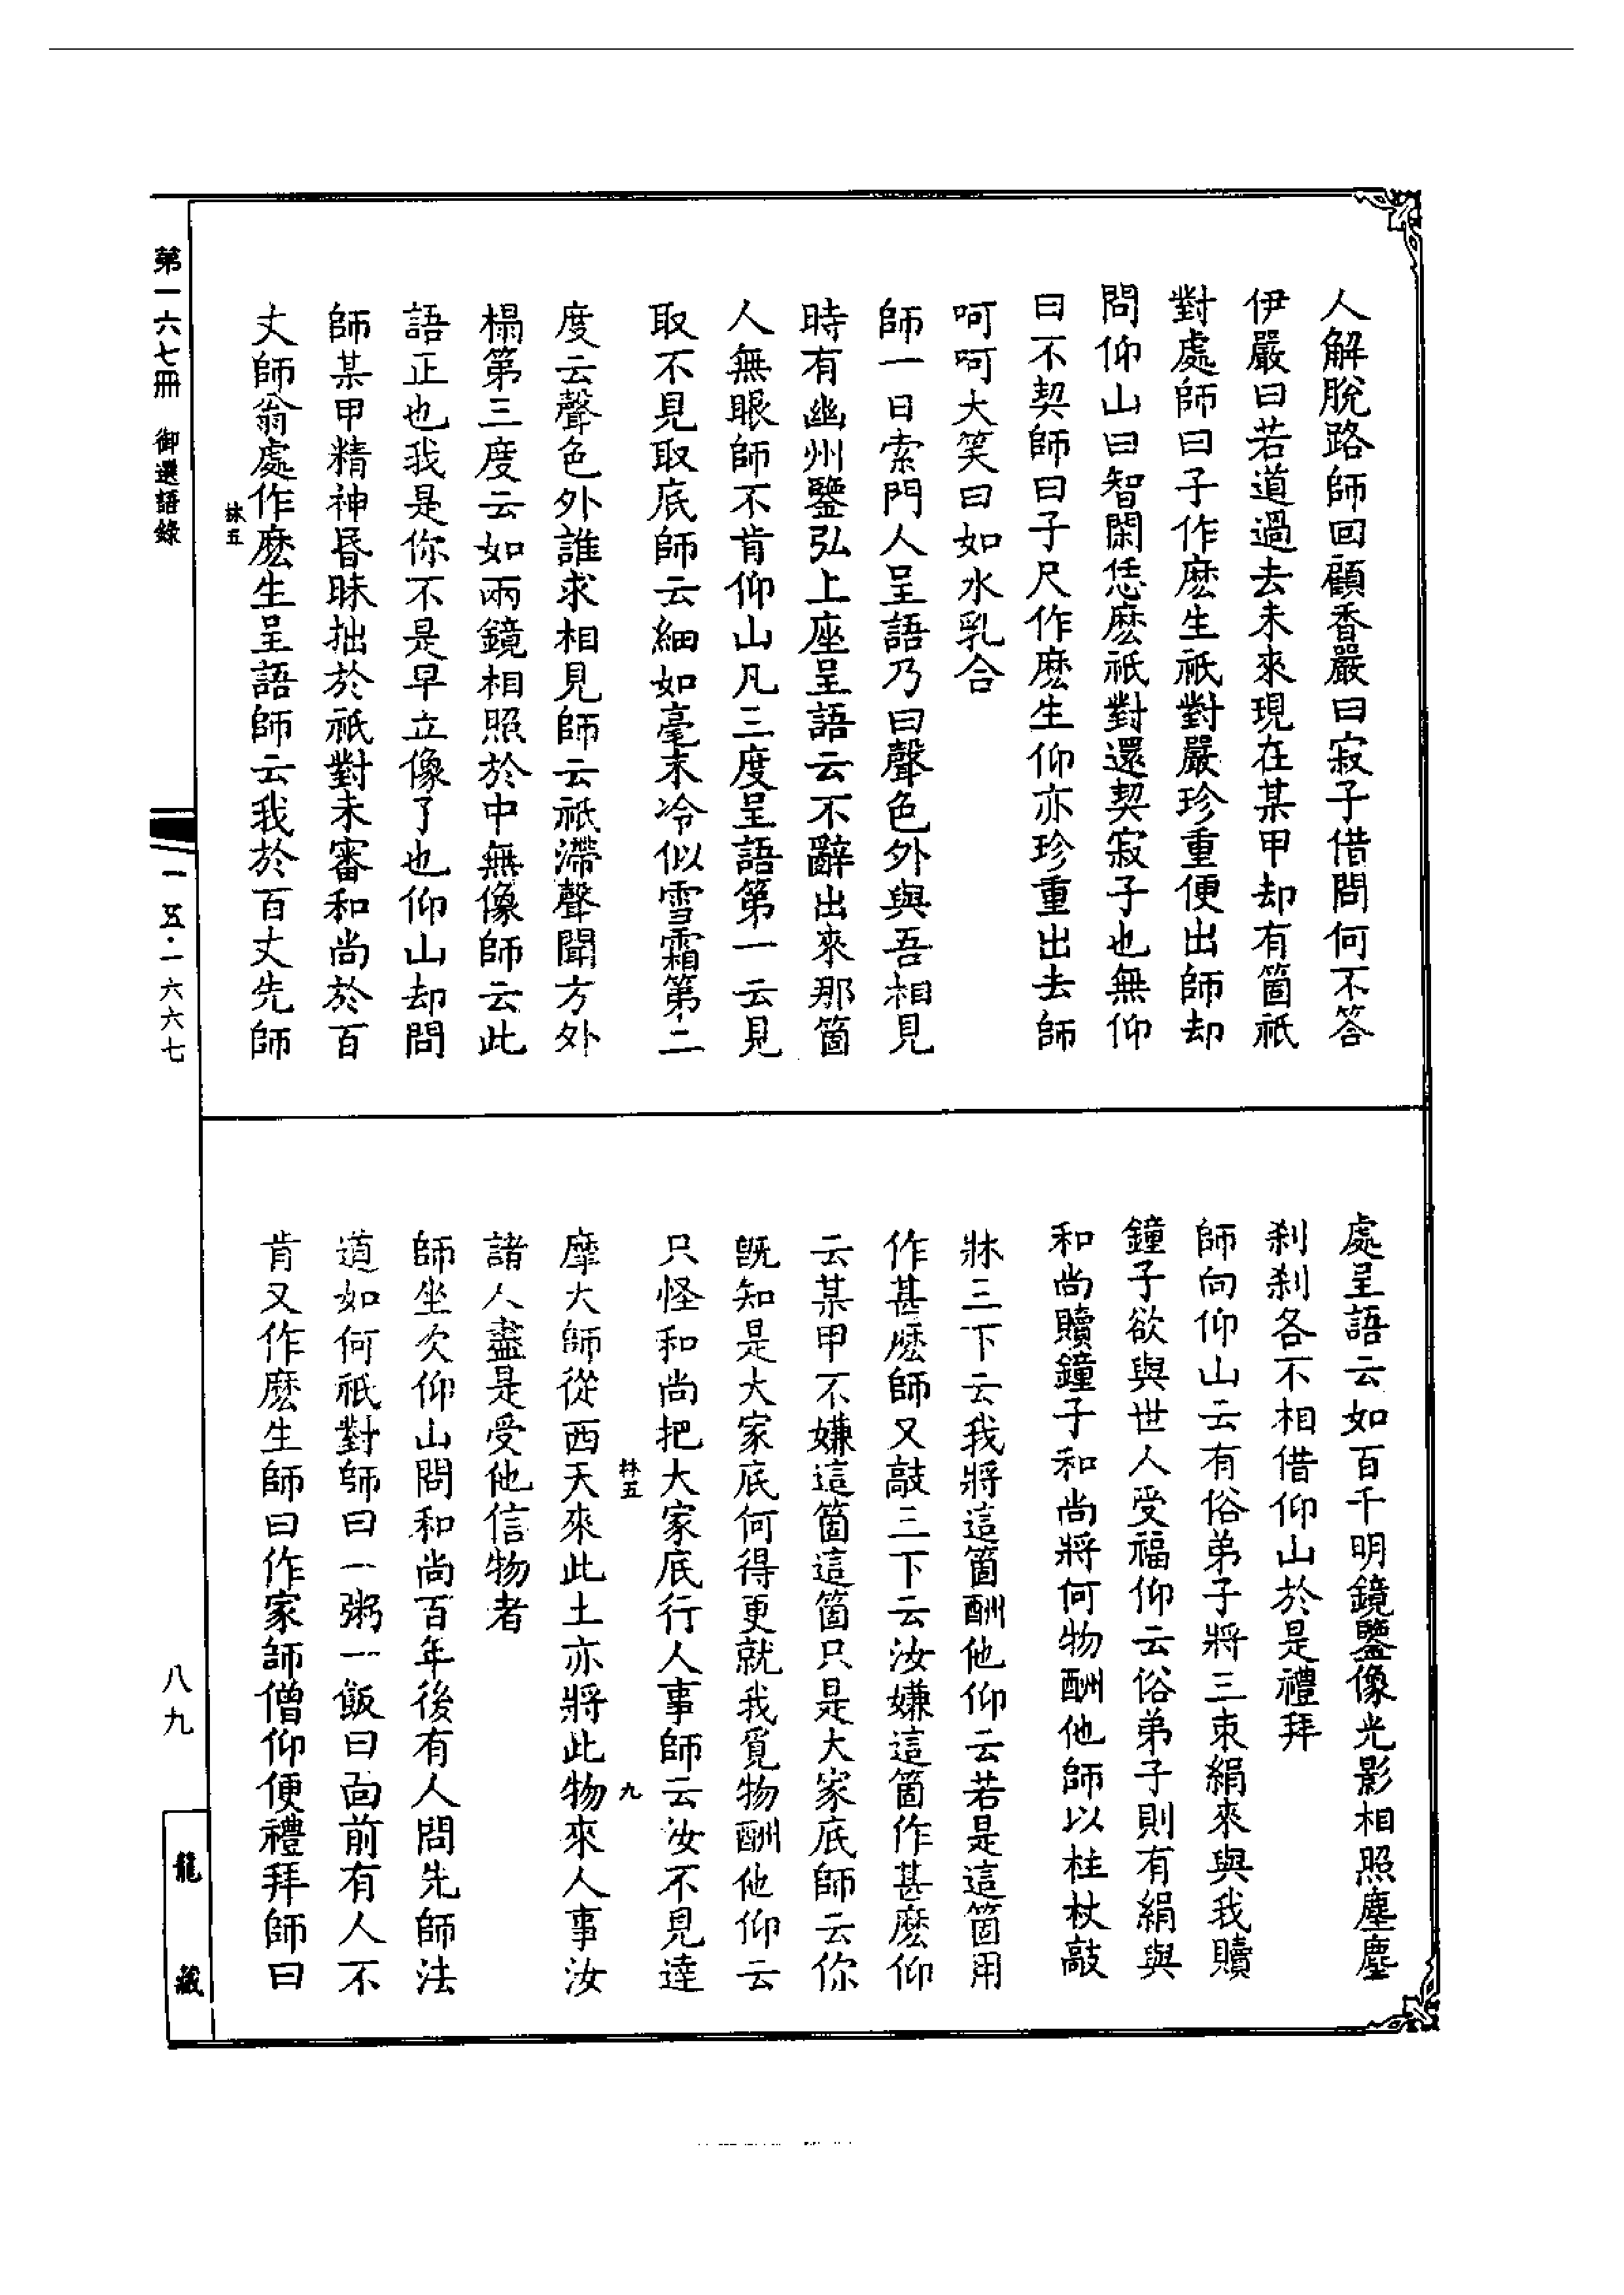 人解脫路師回顧香嚴曰寂子借問何不答
伊嚴曰若道過去未來現在某甲却有箇祇
對處師曰子作麽生祇對嚴珍重便出師却
問仰山曰智閑恁麽祇對還契寂子也無仰
曰不契師曰子尺作麽生仰亦珍重出去師
呵呵大笑曰如水乳合
師一日索門人呈語乃曰聲色外與吾相見
時有幽州鑒弘上座呈語云不辭出來那箇
人無眼師不肯仰山凡三度呈語第一云見
取不見取底師云細如毫末冷似雪霜第二
度云聲色外誰求相見師云祇滯聲聞方外
榻第三度云如兩鏡相照於中無像師云此
語正也我是你不是早立像了也仰山却問
師某甲精神昏昧拙於祇對未審和尚於百
丈師翁處作麽生呈語師云我於百丈先師
林五
第一六七冊 御選語錄
一五·一六六七
處呈語云如百千明鏡鑒像光影相照塵塵
刹刹各不相借仰山於是禮拜
師向仰山云有俗弟子將三束絹來與我贖
鐘子欲與世人受福仰云俗弟子則有絹與
和尚贖鐘子和尚將何物酬他師以柱杖敲
牀三下云我將這箇酬他仰云若是這箇用
作甚麽師又敲三下云汝嫌這箇作甚麽仰
云某甲不嫌這箇這箇只是大家底師云你
既知是大家底何得更就我覓物酬他仰云
只怪和尚把大家底行人事師云汝不見達
林五 九
摩大師從西天來此土亦將此物來人事汝
諸人盡是受他信物者
師坐次仰山問和尚百年後有人問先師法
道如何祇對師曰一粥一飯曰面前有人不
肯又作麽生師曰作家師僧仰便禮拜師曰
八九
龍藏